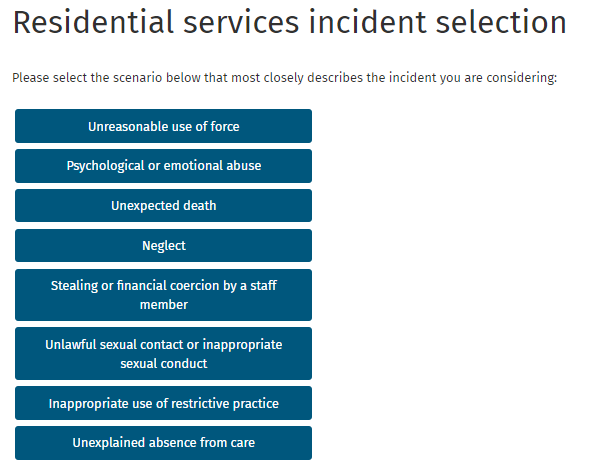 Residential services incident selection
Please select the scenario below that most closely describes the incident you are considering:
Unreasonable use of force
Psychological or emotional abuse
Unexpected death
Neglect
Stealing or financial coercion by a staff
member
Unlawful sexual contact or inappropriate
sexual conduct
Inappropriate use of restrictive practice
Unexplained absence from care